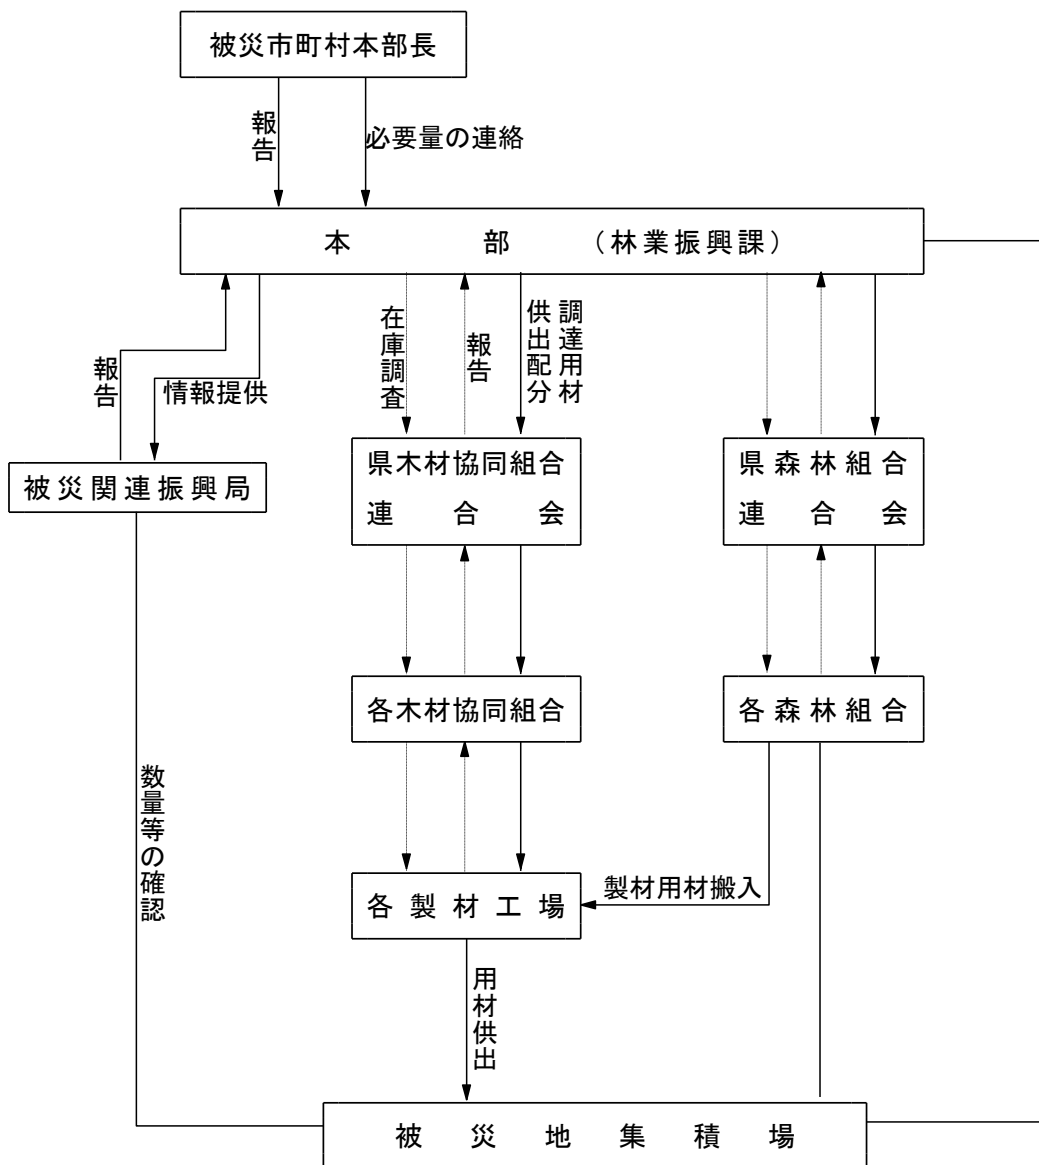 被災市町村本部長
報告
必要量の連絡
本部（林業振興課）
報告
情報提供
在庫調査
報告
調達用材
供出配分
被災関連振興局
県木材協同組合
連合会
県森林組合
連合会
各木材協同組合
各森林組合
数量等の確認
各製材工場
製材用材搬入
用材供出
被災地集積場